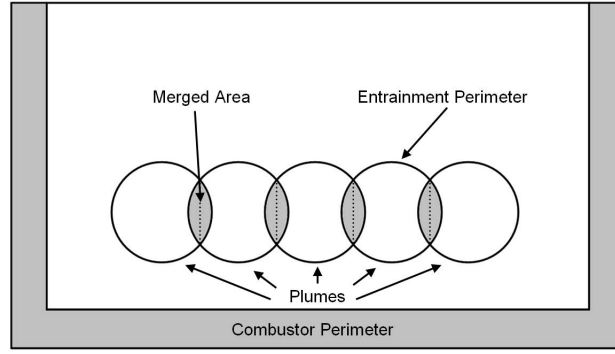 Merged Area
Entrainment Perimeter
Plumes
Combustor Perimeter